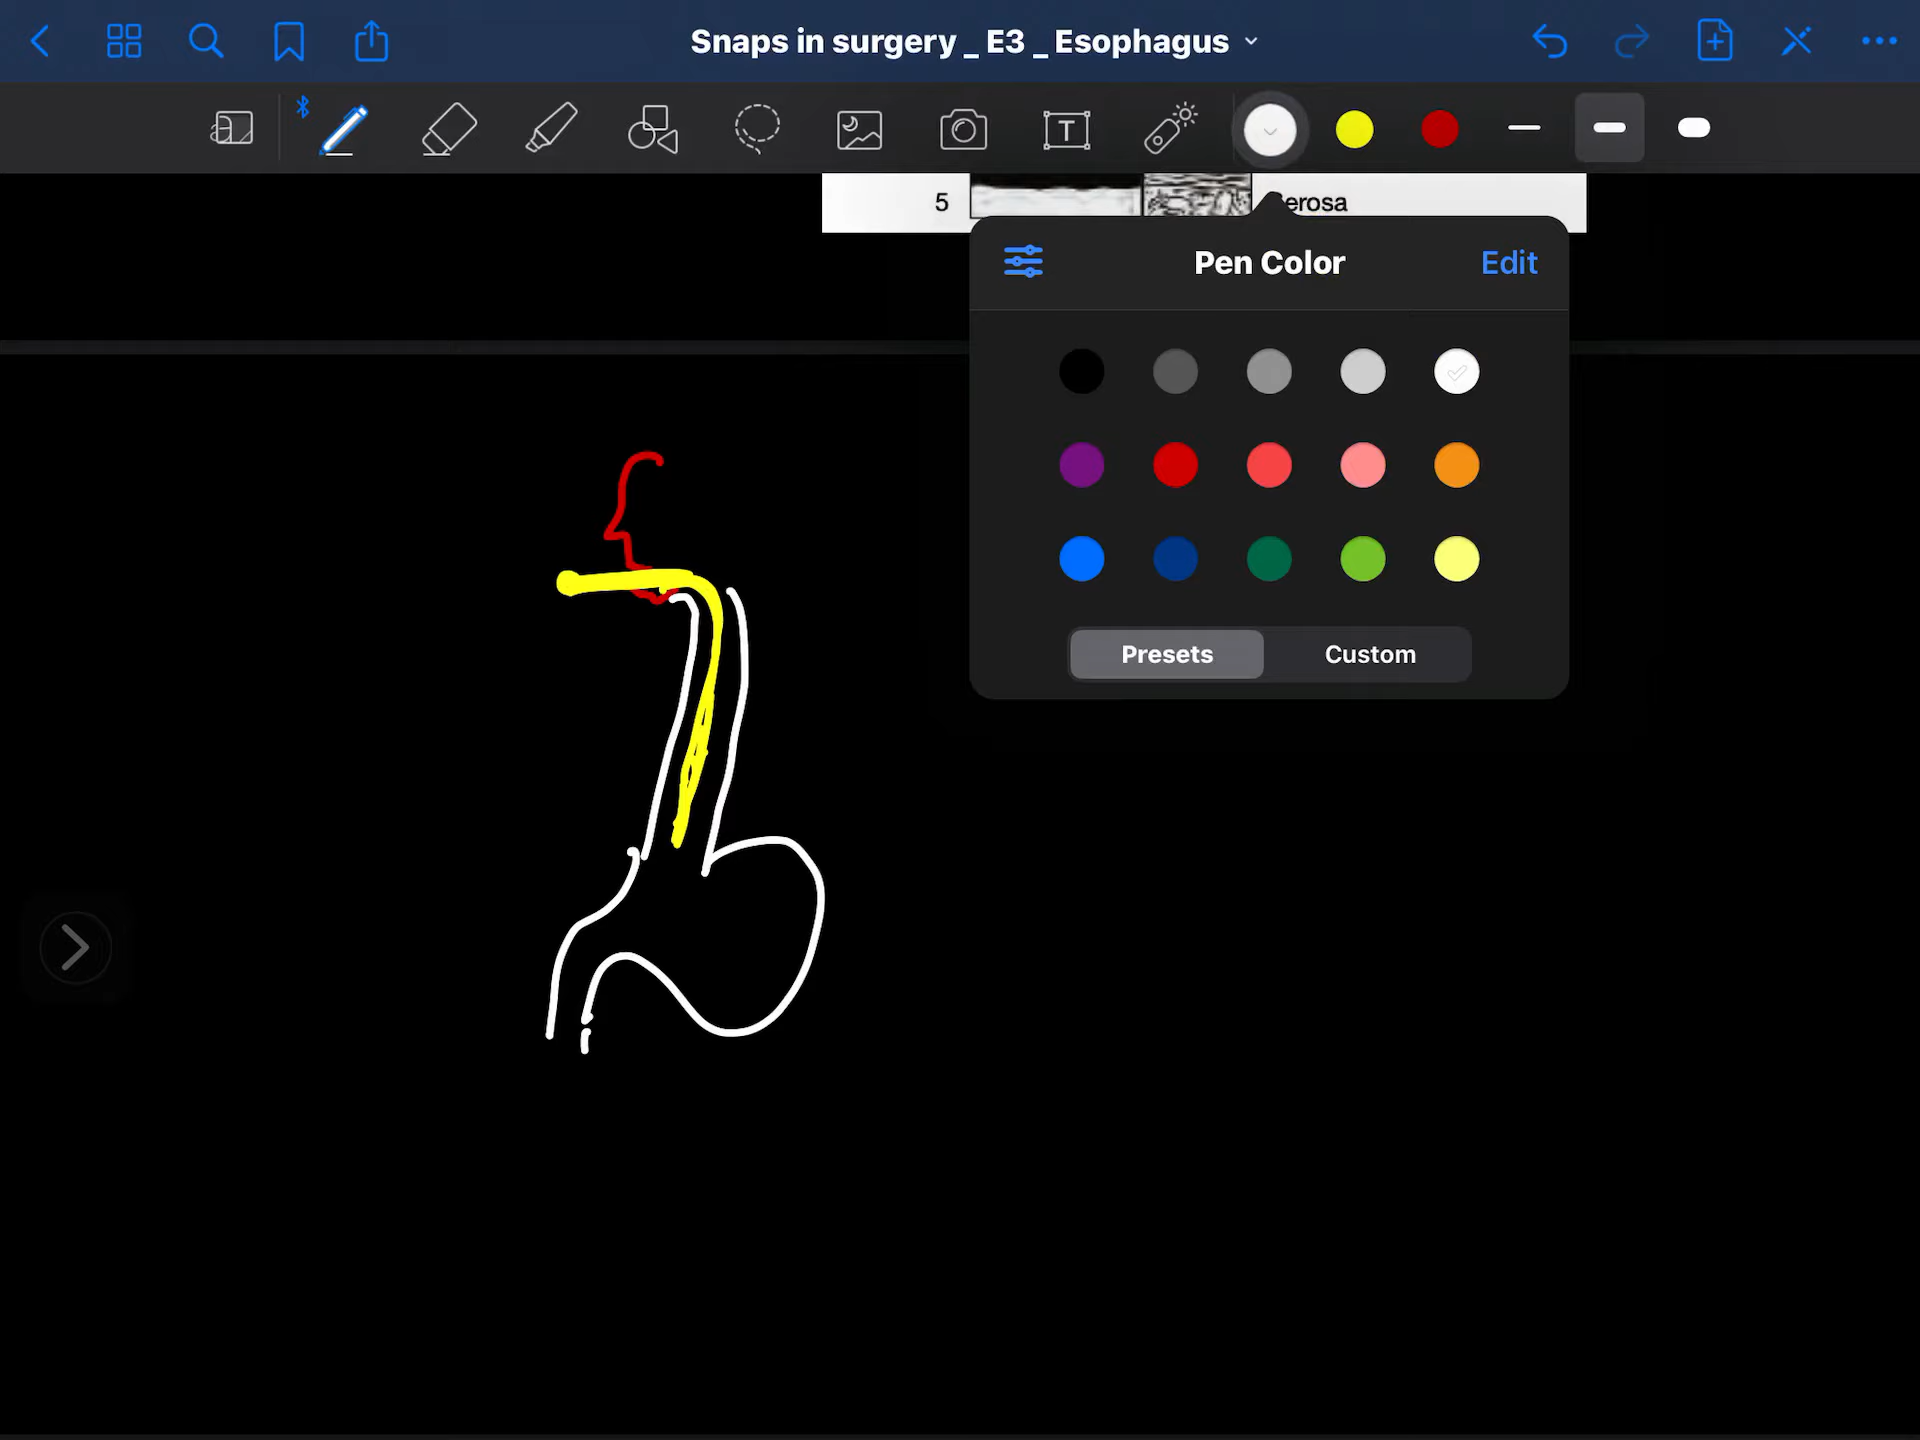 Snaps in surgery _ E3 _ Esophagus
T
5
erosa
Pen Color
Edit
Presets
Custom